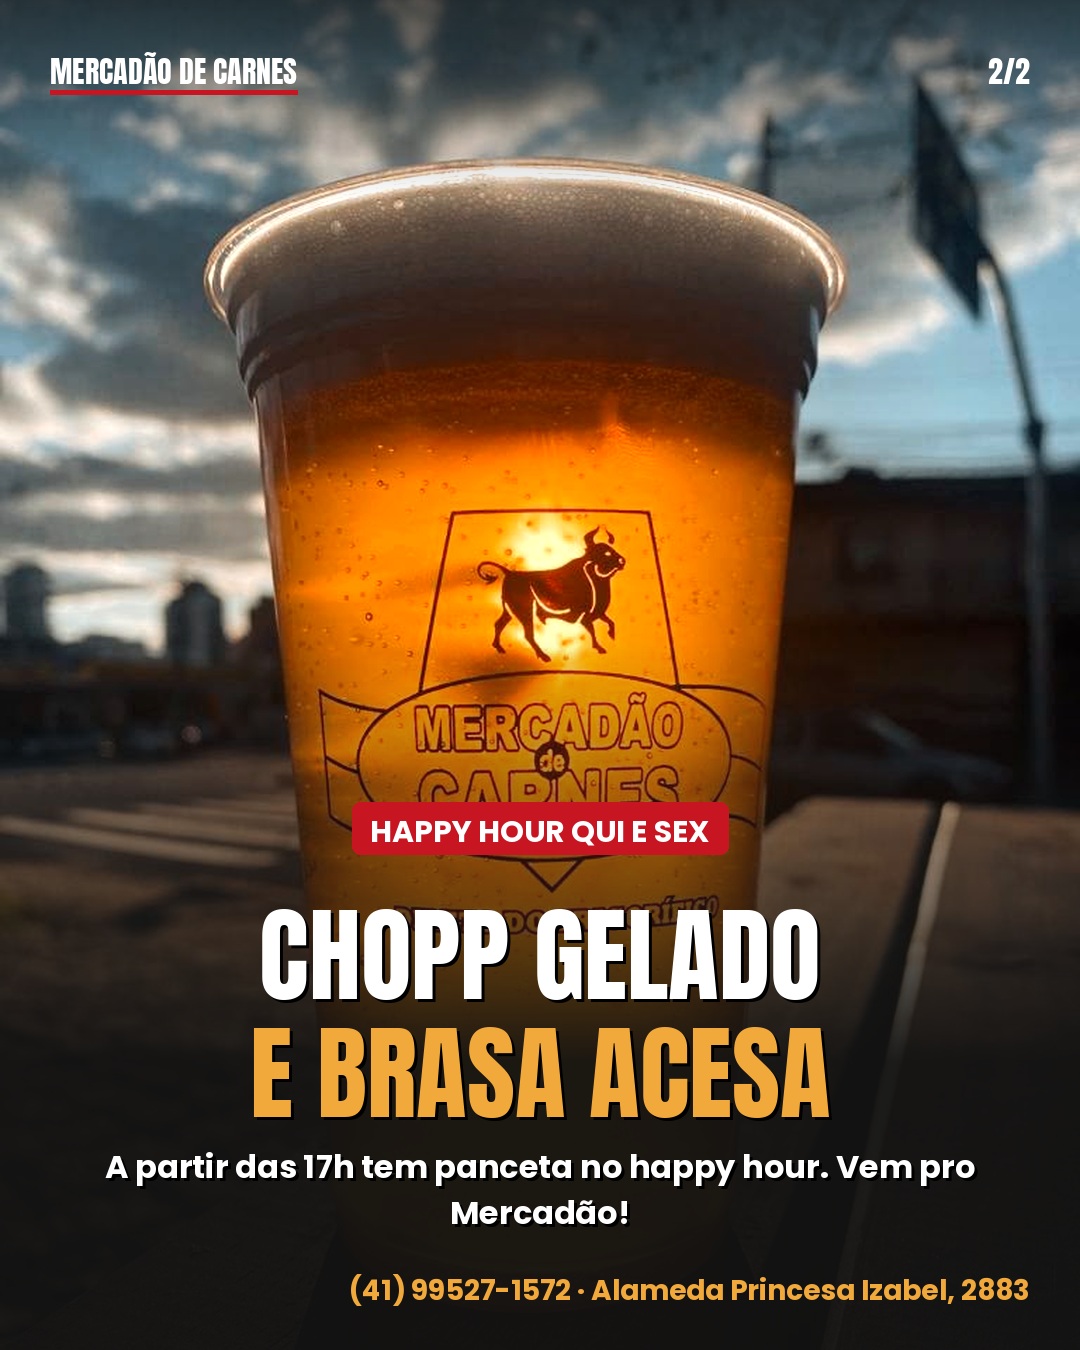 MERCADÃO DE CARNES
2/2
MERCADÃO
de
CARNES
HAPPY HOUR QUI E SEX
CHOPP GELADO
E BRASA ACESA
A partir das 17h tem panceta no happy hour. Vem pro
Mercadão!
(41) 99527-1572 · Alameda Princesa Izabel, 2883